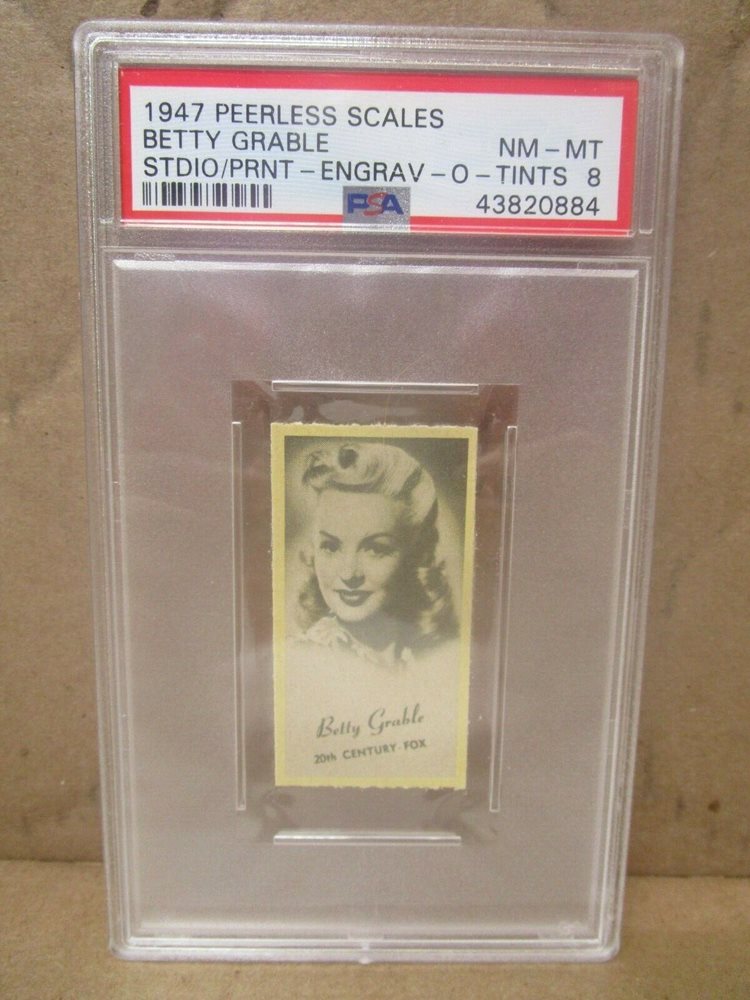 1947 PEERLESS SCALES
BETTY GRABLE NM-MT
STDIO/PRNT-ENGRAV-O-TINTS 8
PSA 43820884
Betty Grable
20th CENTURY-FOX